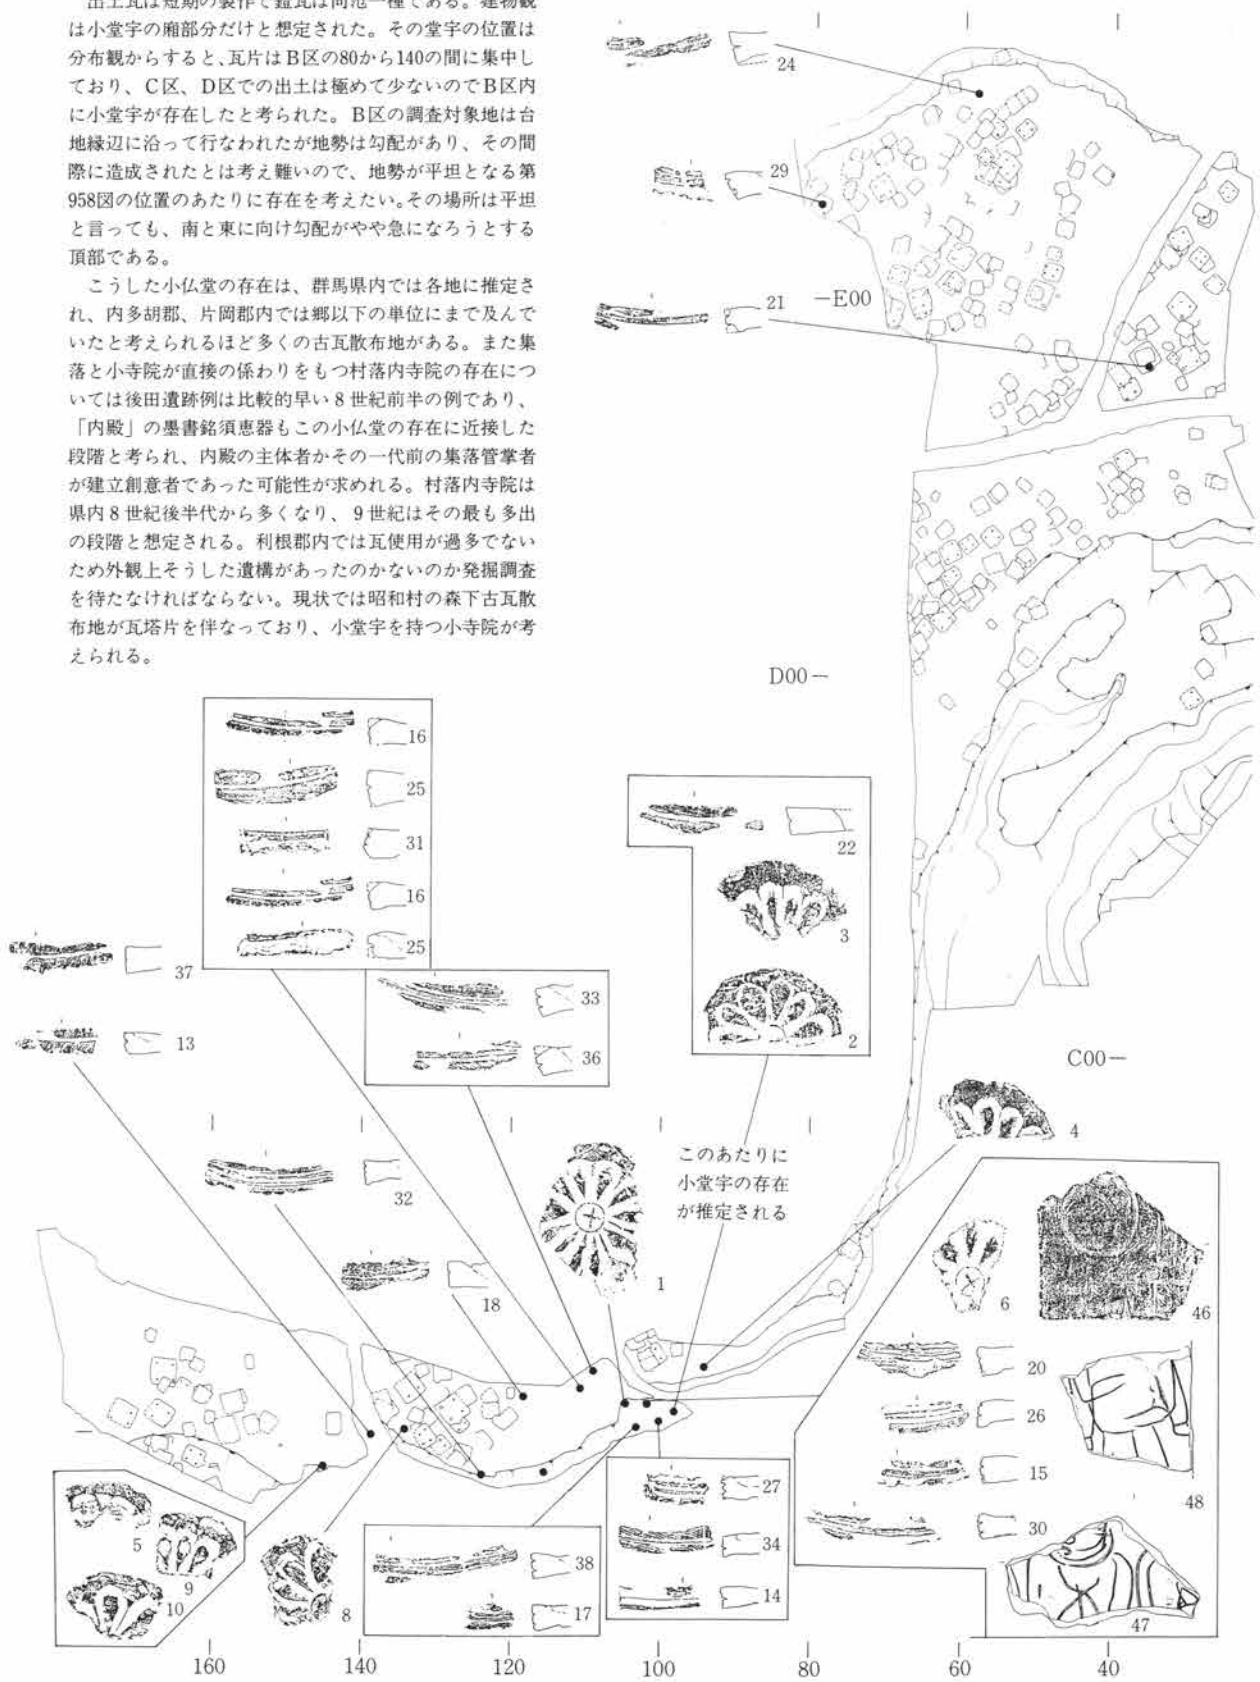 出土瓦は短期の製作で鐙瓦は同笵一種である。建物観
は小堂宇の廂部分だけと想定された。その堂宇の位置は
分布観からすると、瓦片はB区の80から140の間に集中し
ており、C区、D区での出土は極めて少ないのでB区内
に小堂宇が存在したと考えられた。B区の調査対象地は台
地縁辺に沿って行なわれたが地勢は勾配があり、その間
際に造成されたとは考え難いので、地勢が平坦となる第
958図の位置のあたりに存在を考えたい。その場所は平坦
と言っても、南と東に向け勾配がやや急になろうとする
頂部である。
こうした小仏堂の存在は、群馬県内では各地に推定さ
れ、内多胡郡、片岡郡内では郷以下の単位にまで及んで
いたと考えられるほど多くの古瓦散布地がある。また集
落と小寺院が直接の係わりをもつ村落内寺院の存在につ
いては後田遺跡例は比較的早い8世紀前半の例であり、
「内殿」の墨書銘須恵器もこの小仏堂の存在に近接した
段階と考えられ、内殿の主体者かその一代前の集落管掌者
が建立創意者であった可能性が求めれる。村落内寺院は
県内8世紀後半代から多くなり、9世紀はその最も多出
の段階と想定される。利根郡内では瓦使用が過多でない
ため外観上そうした遺構があったのかないのか発掘調査
を待たなければならない。現状では昭和村の森下古瓦散
布地が瓦塔片を伴なっており、小堂宇を持つ小寺院が考
えられる。
24
29
21
—E00
D00—
16
25
31
16
25
22
3
2
37
13
33
36
C00—
4
このあたりに
小堂宇の存在
が推定される
32
18
1
6
46
20
26
15
48
30
47
5
9
10
8
38
17
27
34
14
160
140
120
100
80
60
40